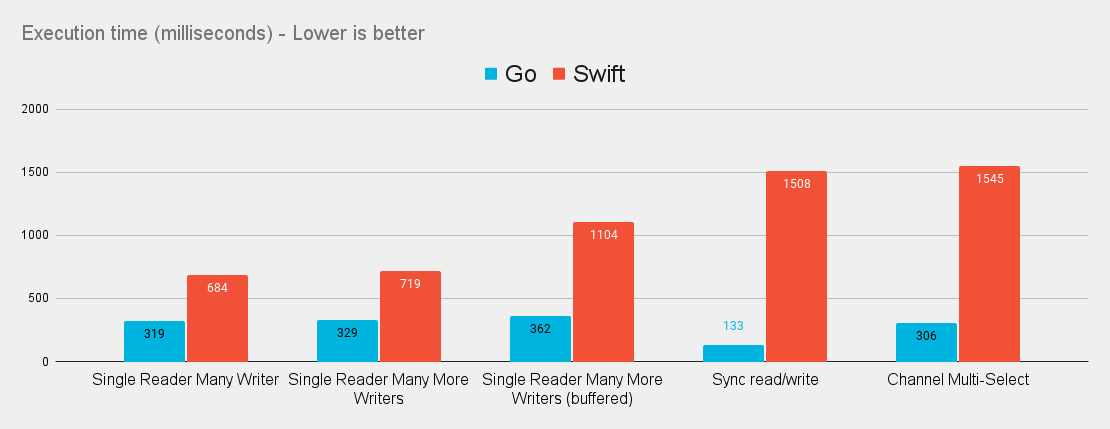 Execution time (milliseconds) - Lower is better
Go Swift
2000
1500
1000
500
0
319
684
329
719
362
1104
133
1508
306
1545
Single Reader Many Writer
Single Reader Many More
Writers
Single Reader Many More
Writers (buffered)
Sync read/write
Channel Multi-Select